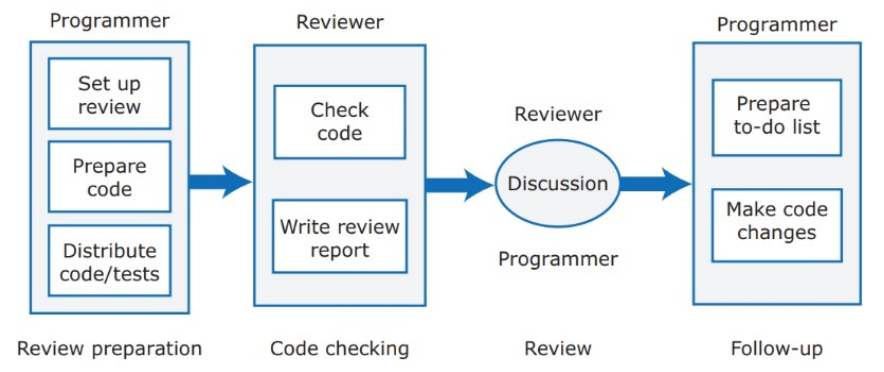 Programmer
Set up
review
Prepare
code
Distribute
code/tests
Review preparation
Reviewer
Check
code
Write review
report
Code checking
Reviewer
Discussion
Programmer
Review
Programmer
Prepare
to-do list
Make code
changes
Follow-up